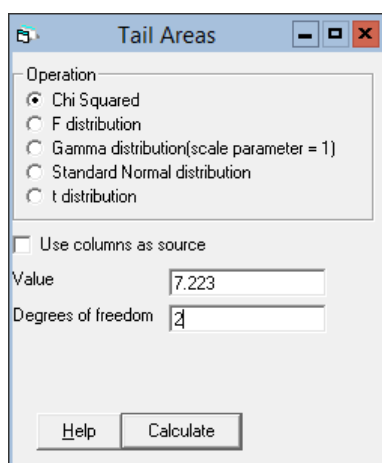 Tail Areas
Operation
Chi Squared
F distribution
Gamma distribution(scale parameter = 1)
Standard Normal distribution
t distribution
Use columns as source
Value 7.223
Degrees of freedom 2
Help Calculate